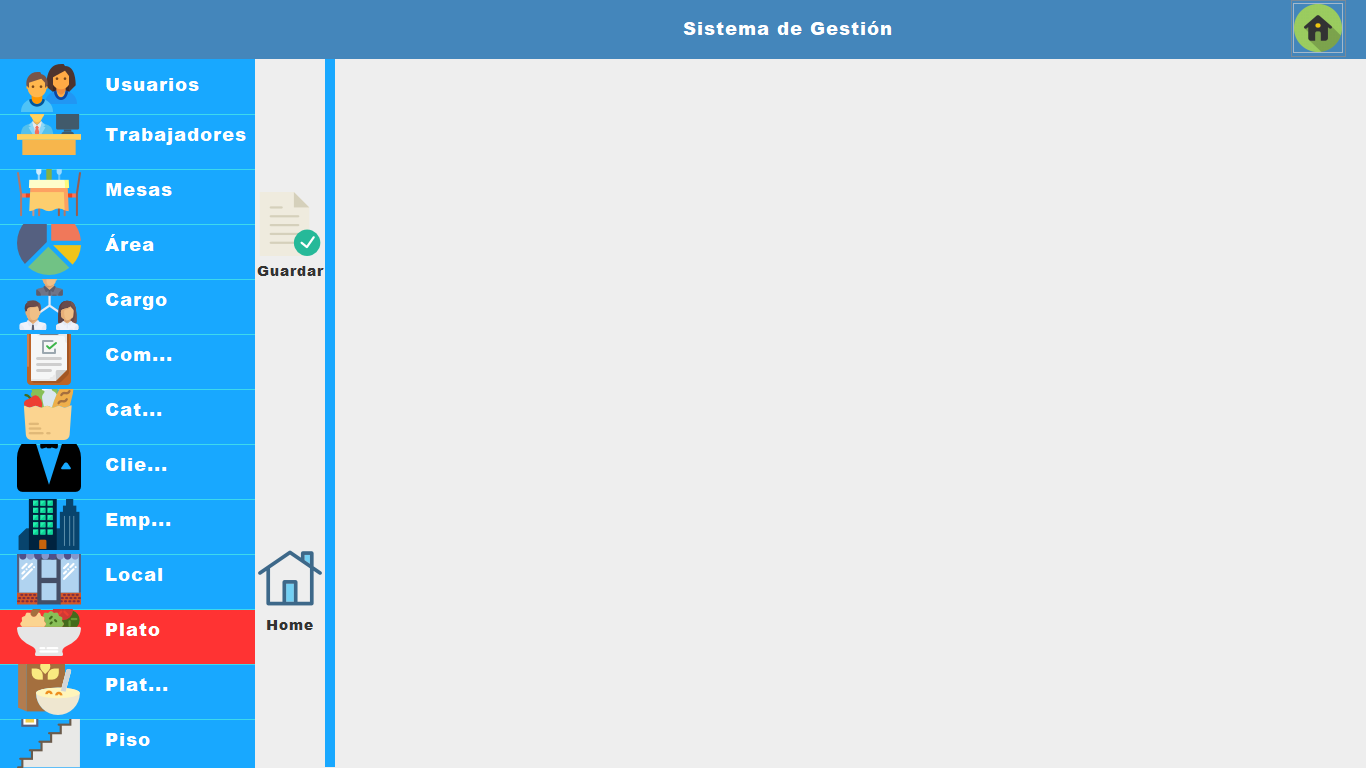 Sistema de Gestión
Usuarios
Trabajadores
Mesas
Área
Cargo
Com...
Cat...
Clie...
Emp...
Local
Plato
Plat...
Piso
Guardar
Home